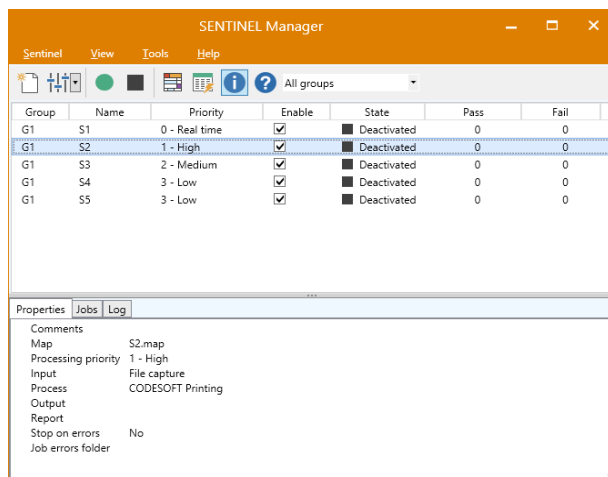 SENTINEL Manager
Sentinel View Tools Help
All groups
Group Name Priority Enable State Pass Fail
G1 S1 0 - Real time Deactivated 0 0
G1 S2 1 - High Deactivated 0 0
G1 S3 2 - Medium Deactivated 0 0
G1 S4 3 - Low Deactivated 0 0
G1 S5 3 - Low Deactivated 0 0
Properties Jobs Log
Comments
Map S2.map
Processing priority 1 - High
Input File capture
Process CODESOFT Printing
Output
Report
Stop on errors No
Job errors folder